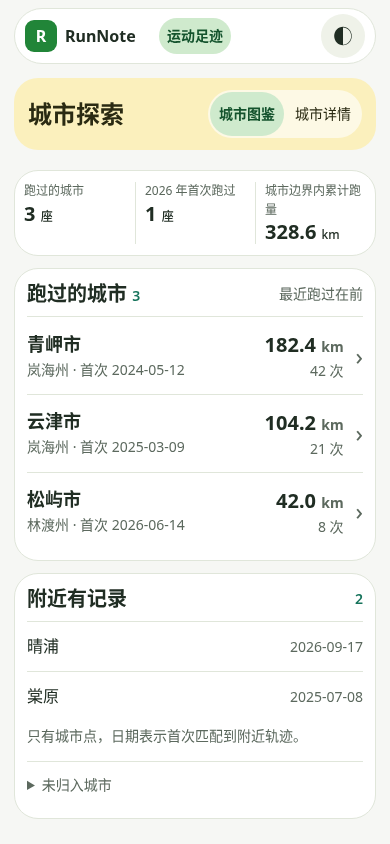 R RunNote 运动足迹
城市探索 城市图鉴 城市详情
跑过的城市 2026 年首次跑过 城市边界内累计跑量
3 座 1 座 328.6 km
跑过的城市 3 最近跑过在前
青岬市 182.4 km
岚海州 · 首次 2024-05-12 42 次 ›
云津市 104.2 km
岚海州 · 首次 2025-03-09 21 次 ›
松屿市 42.0 km
林渡州 · 首次 2026-06-14 8 次 ›
附近有记录 2
晴浦 2026-09-17
棠原 2025-07-08
只有城市点，日期表示首次匹配到附近轨迹。
▶ 未归入城市